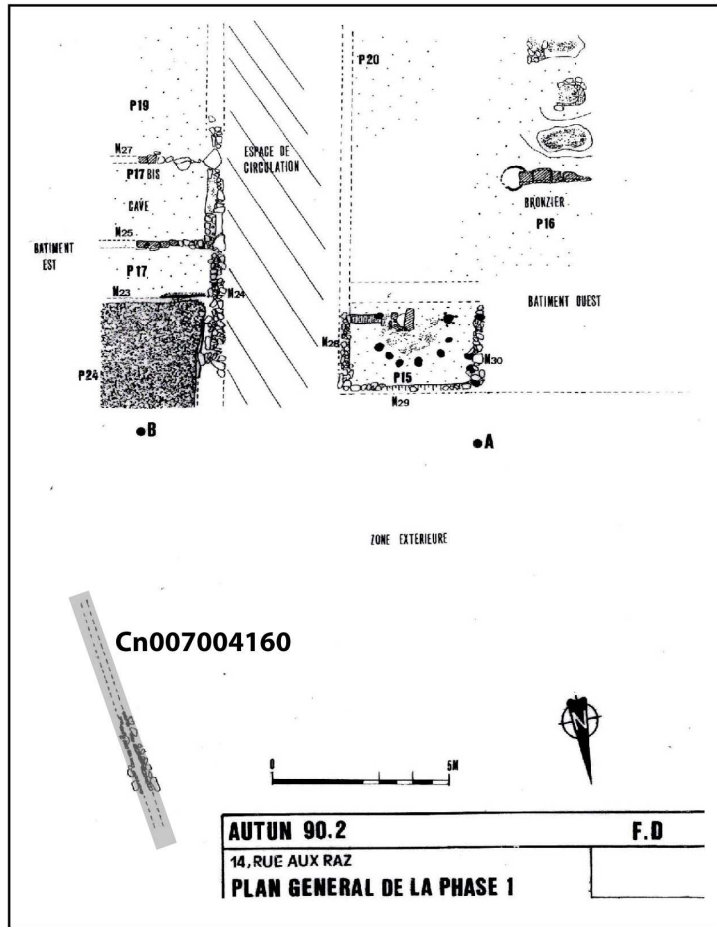 P20
P19
M27
P17 BIS
ESPACE DE
CIRCULATION
CAVE
BRONZIER
P16
M25
BATIMENT
EST
P17
M23
M24
BATIMENT OUEST
M28
M30
P24
P15
M29
B
A
ZONE EXTERIEURE
Cn007004160
N
0
5M
AUTUN 90.2
F.D
14, RUE AUX RAZ
PLAN GENERAL DE LA PHASE 1